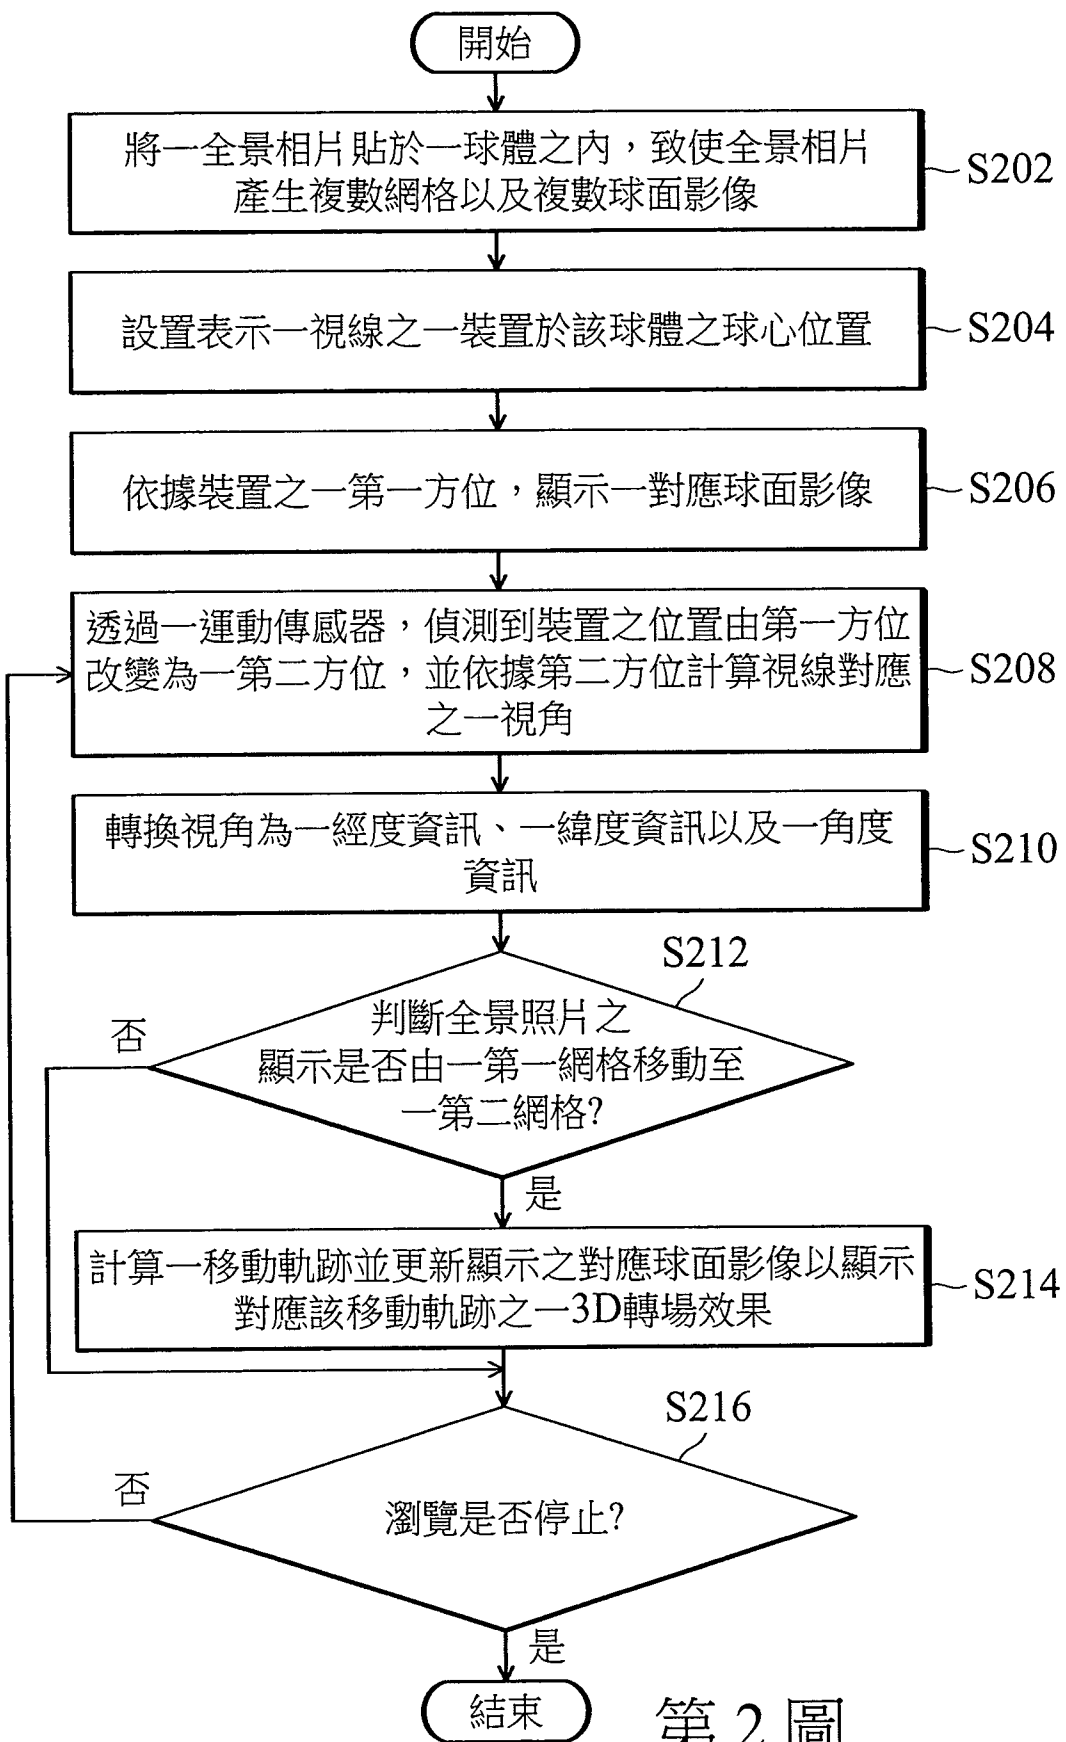 開始
將一全景相片貼於一球體之內，致使全景相片
產生複數網格以及複數球面影像
S202
設置表示一視線之一裝置於該球體之球心位置
S204
依據裝置之一第一方位，顯示一對應球面影像
S206
透過一運動傳感器，偵測到裝置之位置由第一方位
改變為一第二方位，並依據第二方位計算視線對應
之一視角
S208
轉換視角為一經度資訊、一緯度資訊以及一角度
資訊
S210
S212
判斷全景照片之
顯示是否由一第一網格移動至
一第二網格?
否
是
計算一移動軌跡並更新顯示之對應球面影像以顯示
對應該移動軌跡之一3D轉場效果
S214
S216
瀏覽是否停止?
否
是
結束
第 2 圖